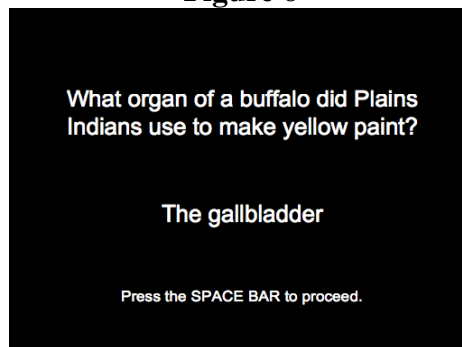 What organ of a buffalo did Plains
Indians use to make yellow paint?
The gallbladder
Press the SPACE BAR to proceed.